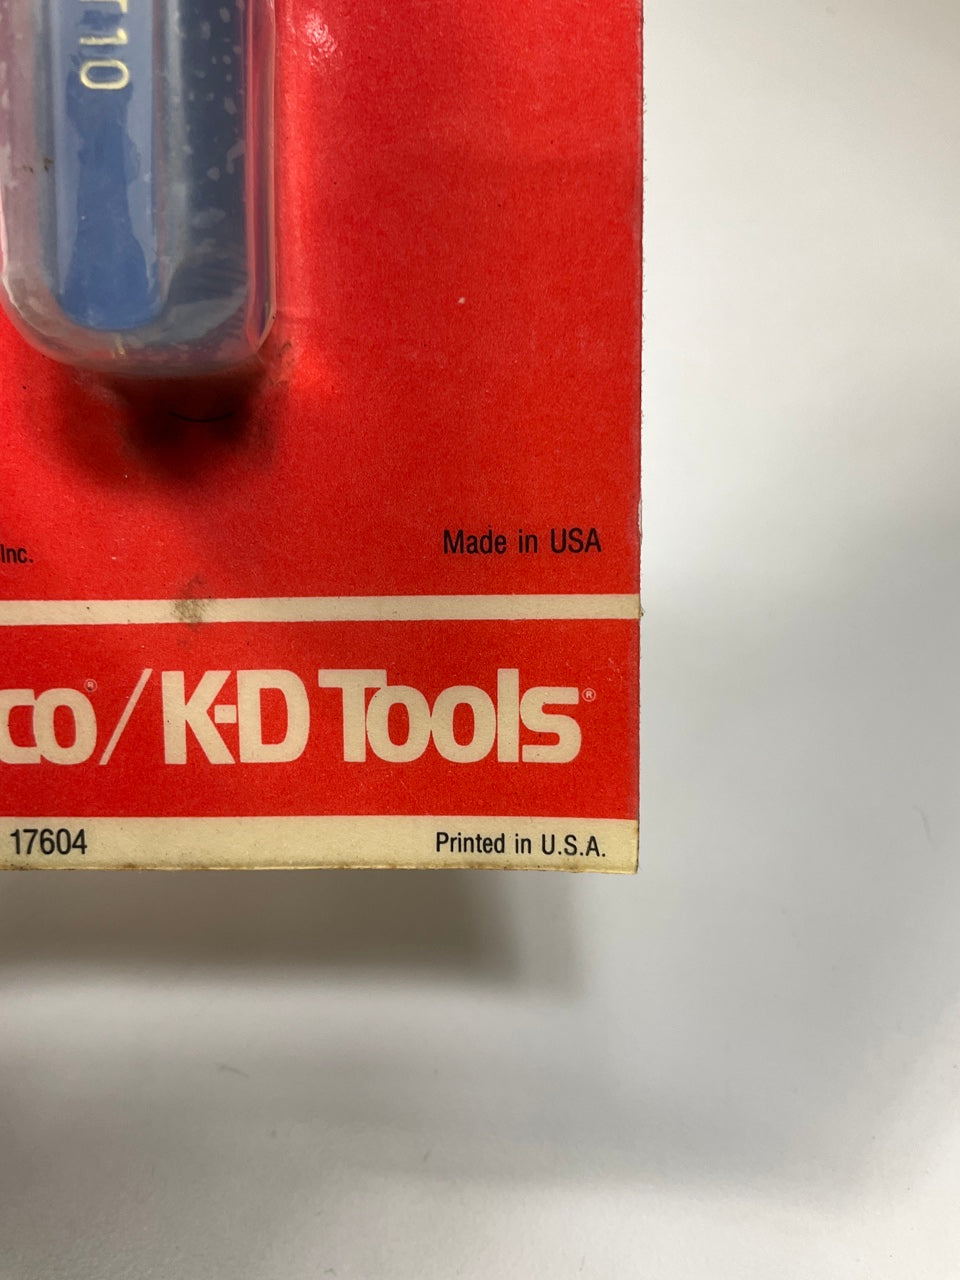 T10
Inc.
Made in USA
co® / K-D Tools®
17604
Printed in U.S.A.